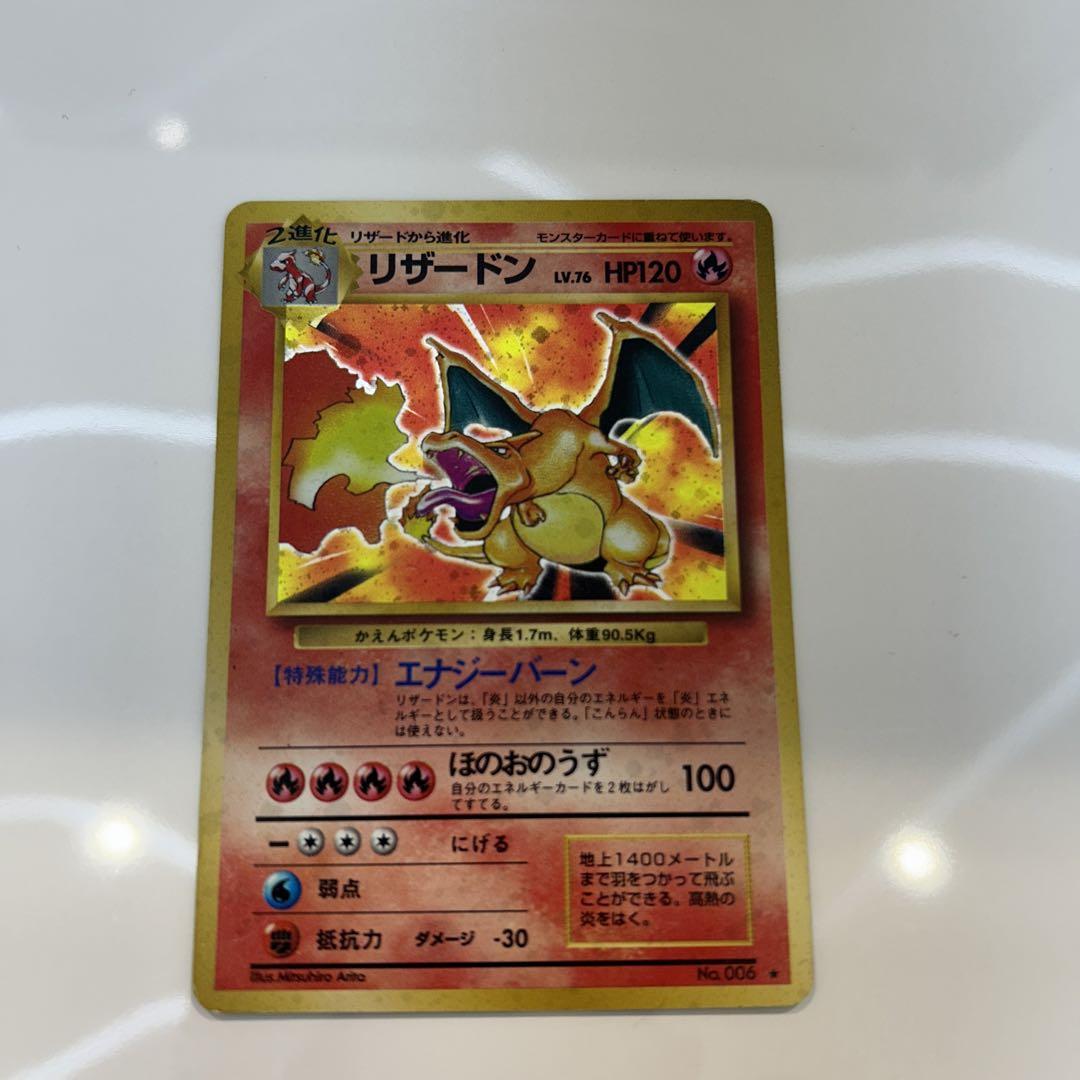 2進化 リザードから進化 モンスターカードに重ねて使います。
リザードン LV.76 HP120
かえんポケモン：身長1.7m、体重90.5Kg
【特殊能力】エナジーバーン
リザードンは、「炎」以外の自分のエネルギーを「炎」エネ
ルギーとして扱うことができる。「こんらん」状態のときに
は使えない。
ほのおのうず 100
自分のエネルギーカードを2枚はがし
てすてる。
にげる
弱点
抵抗力 ダメージ -30
地上1400メートル
まで羽をつかって飛ぶ
ことができる。高熱の
炎をはく。
Illus. Mitsuhiro Arita
No. 006 ★